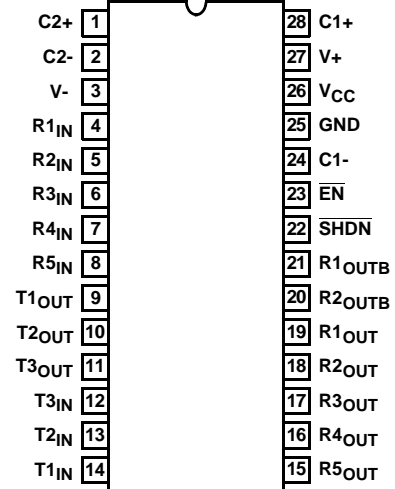 C2+ 1 28 C1+
C2- 2 27 V+
V- 3 26 VCC
R1IN 4 25 GND
R2IN 5 24 C1-
R3IN 6 23 EN
R4IN 7 22 SHDN
R5IN 8 21 R1OUTB
T1OUT 9 20 R2OUTB
T2OUT 10 19 R1OUT
T3OUT 11 18 R2OUT
T3IN 12 17 R3OUT
T2IN 13 16 R4OUT
T1IN 14 15 R5OUT